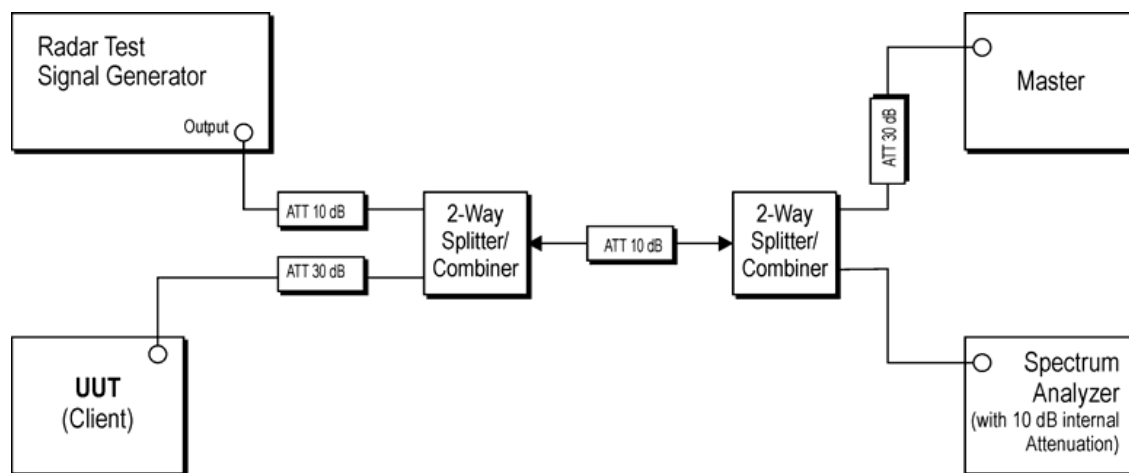 Radar Test
Signal Generator
Output
ATT 10 dB
ATT 30 dB
UUT
(Client)
2-Way
Splitter/
Combiner
ATT 10 dB
2-Way
Splitter/
Combiner
ATT 30 dB
Master
Spectrum
Analyzer
(with 10 dB internal
Attenuation)